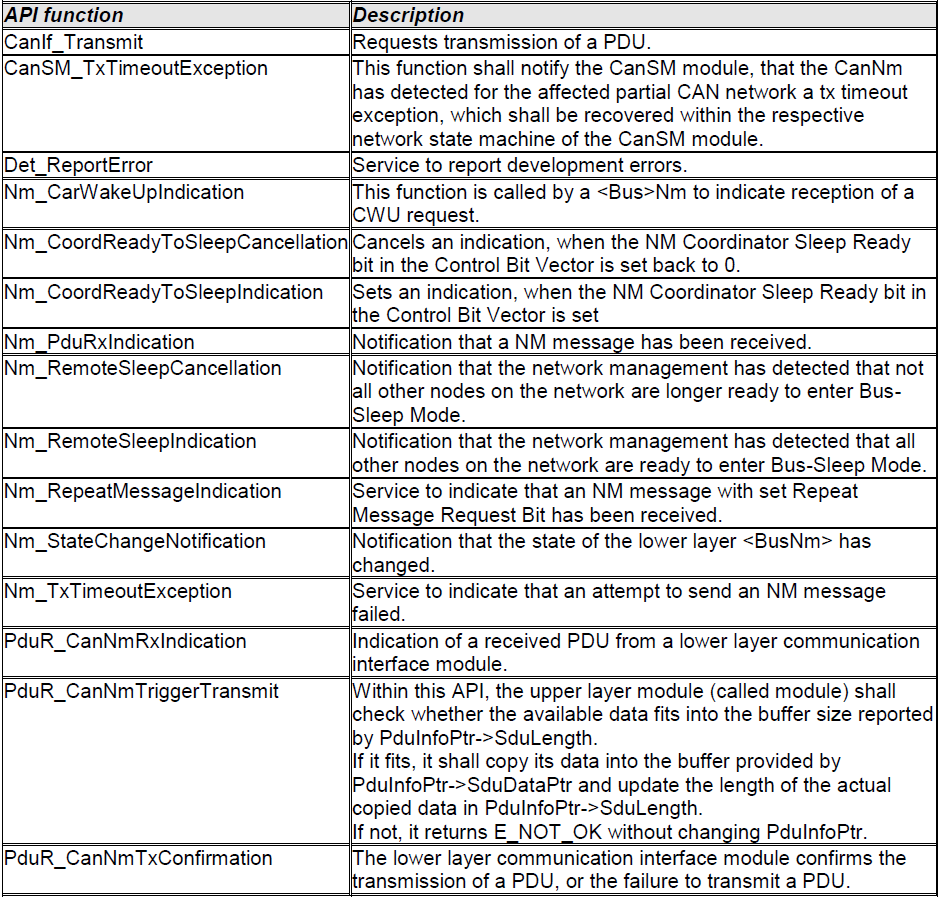 API function Description
CanIf_Transmit Requests transmission of a PDU.
CanSM_TxTimeoutException This function shall notify the CanSM module, that the CanNm
has detected for the affected partial CAN network a tx timeout
exception, which shall be recovered within the respective
network state machine of the CanSM module.
Det_ReportError Service to report development errors.
Nm_CarWakeUpIndication This function is called by a <Bus>Nm to indicate reception of a
CWU request.
Nm_CoordReadyToSleepCancellation Cancels an indication, when the NM Coordinator Sleep Ready
bit in the Control Bit Vector is set back to 0.
Nm_CoordReadyToSleepIndication Sets an indication, when the NM Coordinator Sleep Ready bit in
the Control Bit Vector is set
Nm_PduRxIndication Notification that a NM message has been received.
Nm_RemoteSleepCancellation Notification that the network management has detected that not
all other nodes on the network are longer ready to enter Bus-
Sleep Mode.
Nm_RemoteSleepIndication Notification that the network management has detected that all
other nodes on the network are ready to enter Bus-Sleep Mode.
Nm_RepeatMessageIndication Service to indicate that an NM message with set Repeat
Message Request Bit has been received.
Nm_StateChangeNotification Notification that the state of the lower layer <BusNm> has
changed.
Nm_TxTimeoutException Service to indicate that an attempt to send an NM message
failed.
PduR_CanNmRxIndication Indication of a received PDU from a lower layer communication
interface module.
PduR_CanNmTriggerTransmit Within this API, the upper layer module (called module) shall
check whether the available data fits into the buffer size reported
by PduInfoPtr->SduLength.
If it fits, it shall copy its data into the buffer provided by
PduInfoPtr->SduDataPtr and update the length of the actual
copied data in PduInfoPtr->SduLength.
If not, it returns E_NOT_OK without changing PduInfoPtr.
PduR_CanNmTxConfirmation The lower layer communication interface module confirms the
transmission of a PDU, or the failure to transmit a PDU.